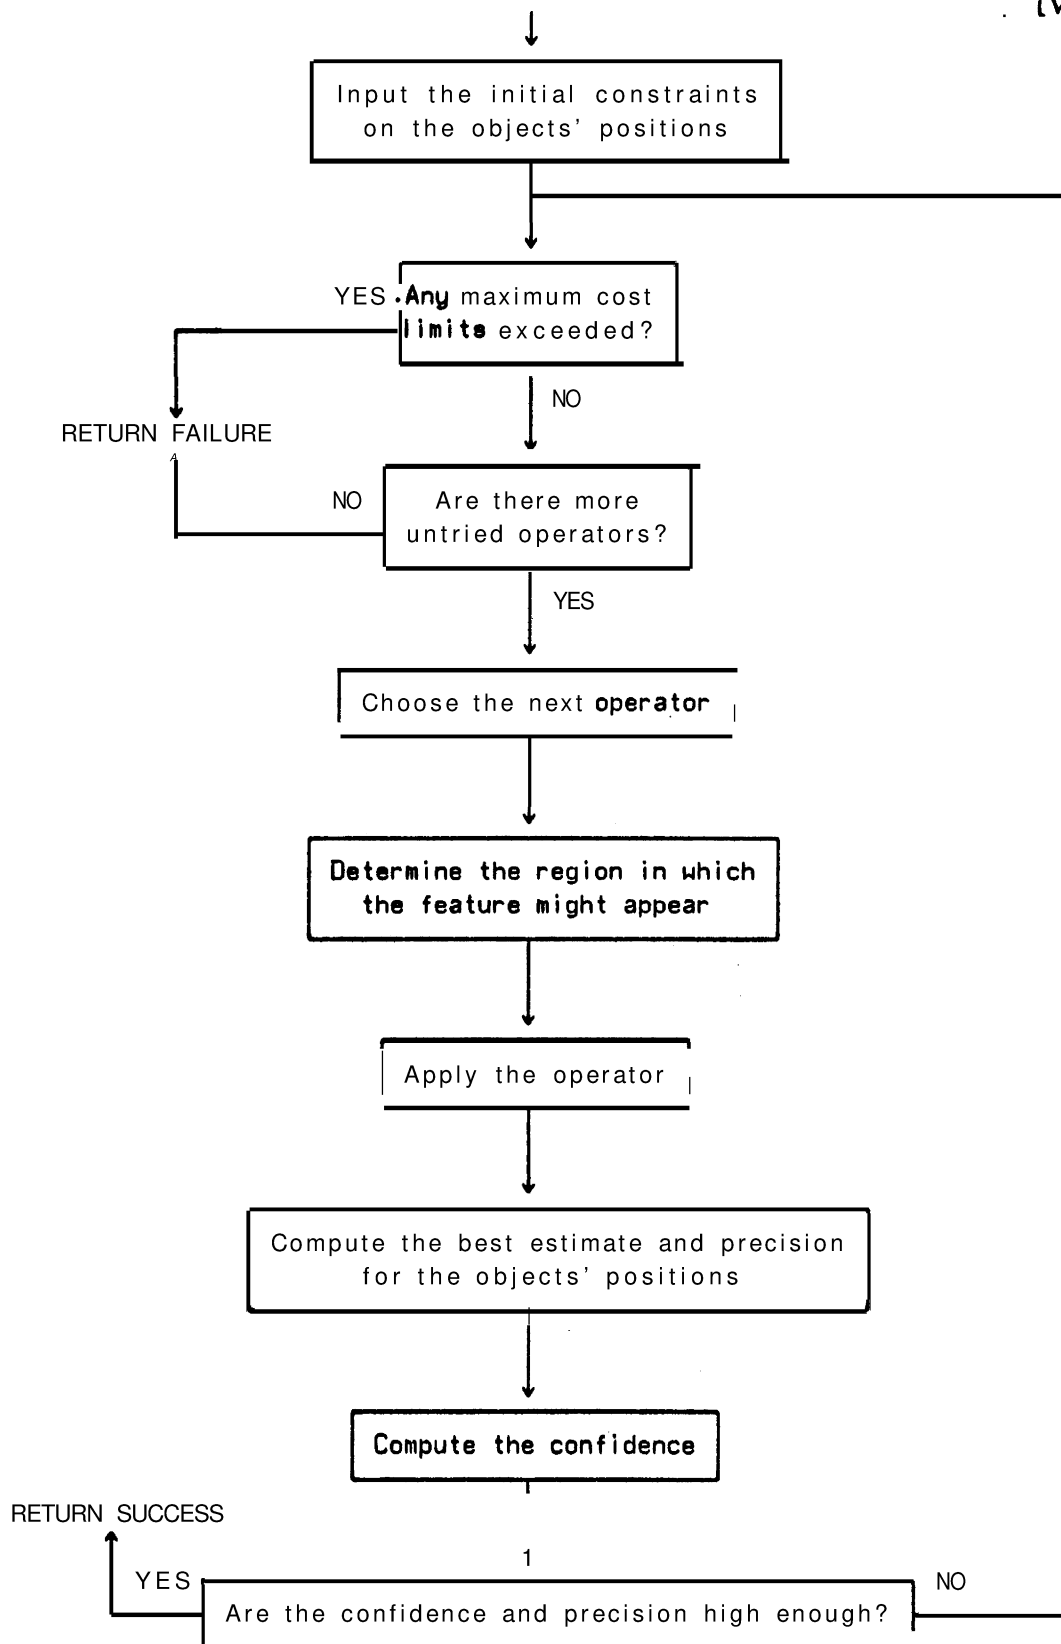 Input the initial constraints
on the objects' positions
YES
Any maximum cost
limits exceeded?
NO
RETURN FAILURE
NO
Are there more
untried operators?
YES
Choose the next operator
Determine the region in which
the feature might appear
Apply the operator
Compute the best estimate and precision
for the objects' positions
Compute the confidence
RETURN SUCCESS
1
YES
NO
Are the confidence and precision high enough?